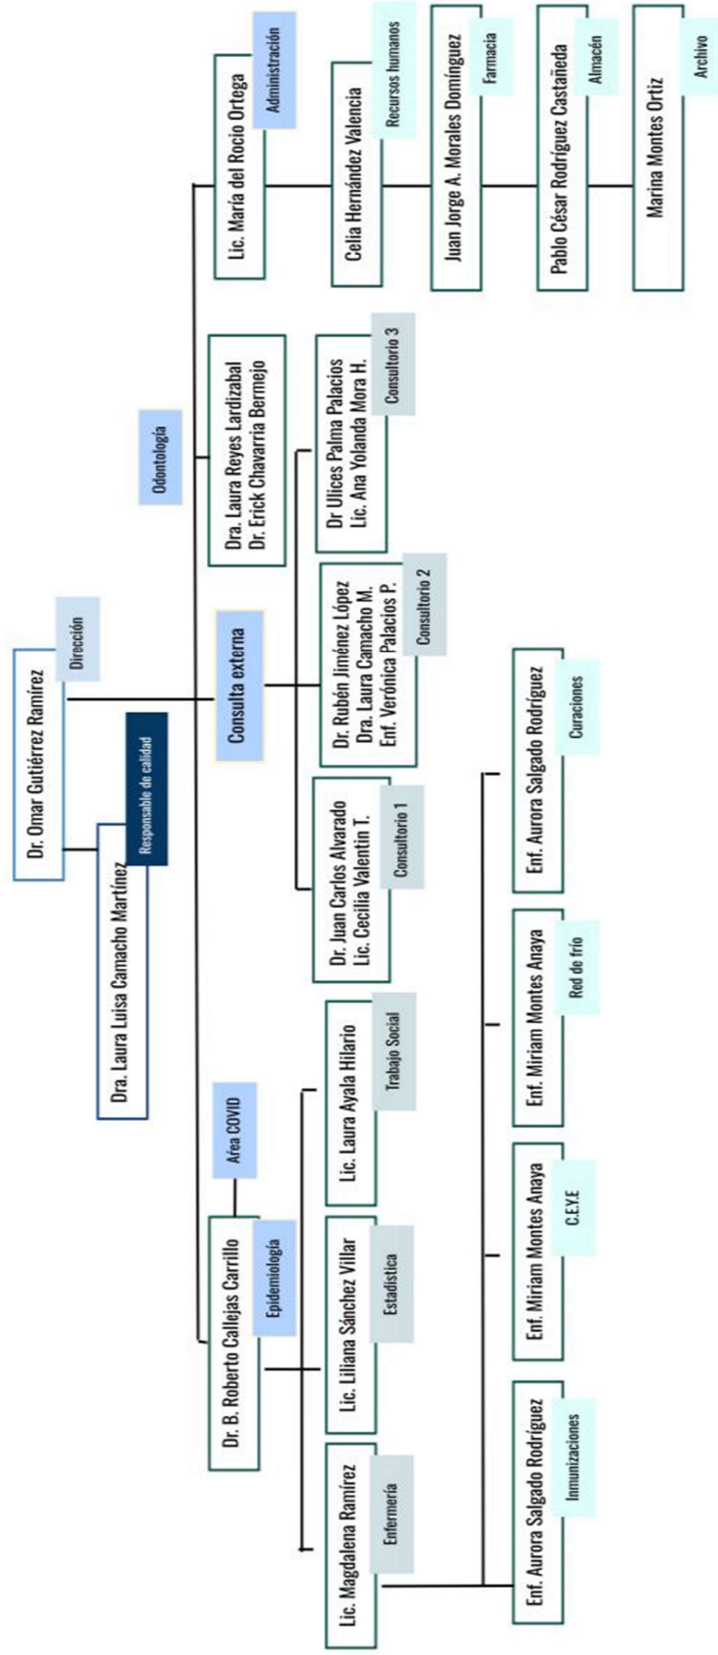 Dr. Omar Gutiérrez Ramírez
Dirección
Dra. Laura Luisa Camacho Martínez
Responsable de calidad
Dr. B. Roberto Callejas Carrillo
Epidemiología
Aŕea COVID
Consulta externa
Odontología
Dra. Laura Reyes Lardizabal
Dr. Erick Chavarria Bermejo
Lic. María del Rocio Ortega
Administración
Lic. Magdalena Ramírez
Enfermería
Lic. Liliana Sánchez Villar
Estadística
Lic. Laura Ayala Hilario
Trabajo Social
Dr. Juan Carlos Alvarado
Lic. Cecilia Valentin T.
Consultorio 1
Dr. Rubén Jiménez López
Dra. Laura Camacho M.
Enf. Verónica Palacios P.
Consultorio 2
Dr Ulices Palma Palacios
Lic. Ana Yolanda Mora H.
Consultorio 3
Celia Hernández Valencia
Recursos humanos
Juan Jorge A. Morales Domínguez
Farmacia
Pablo César Rodríguez Castañeda
Almacén
Marina Montes Ortiz
Archivo
Enf. Aurora Salgado Rodríguez
Inmunizaciones
Enf. Miriam Montes Anaya
C.E.Y.E
Enf. Miriam Montes Anaya
Red de frío
Enf. Aurora Salgado Rodríguez
Curaciones